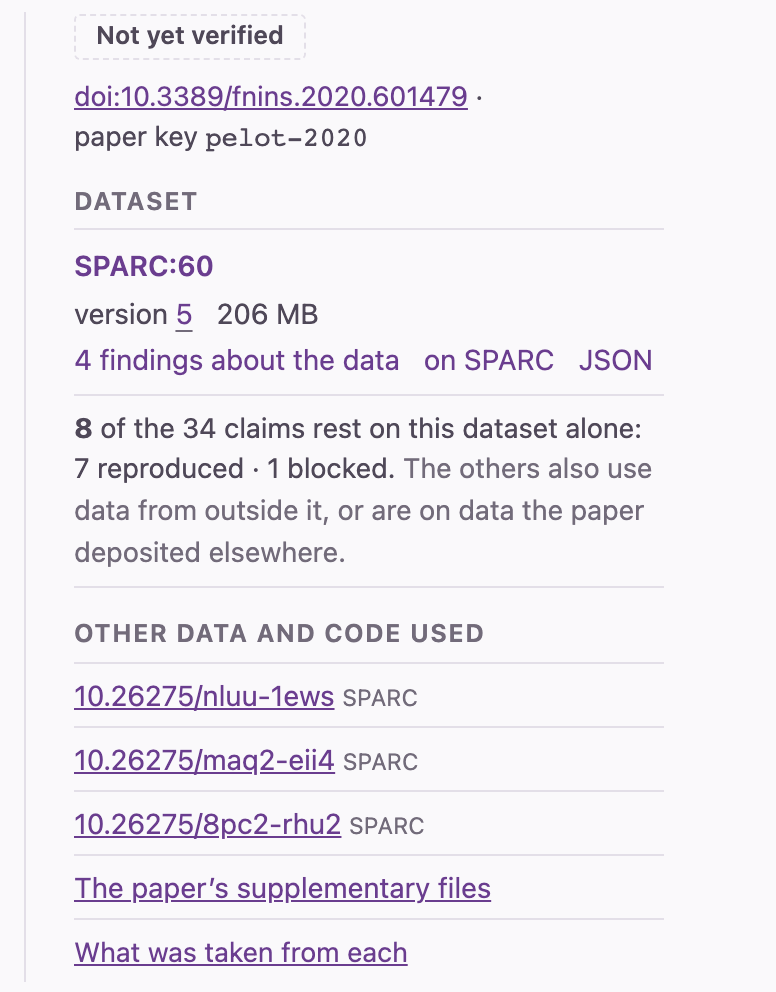 Not yet verified
doi:10.3389/fnins.2020.601479 ·
paper key pelot-2020
DATASET
SPARC:60
version 5 206 MB
4 findings about the data on SPARC JSON
8 of the 34 claims rest on this dataset alone:
7 reproduced · 1 blocked. The others also use
data from outside it, or are on data the paper
deposited elsewhere.
OTHER DATA AND CODE USED
10.26275/nluu-1ews SPARC
10.26275/maq2-eii4 SPARC
10.26275/8pc2-rhu2 SPARC
The paper’s supplementary files
What was taken from each